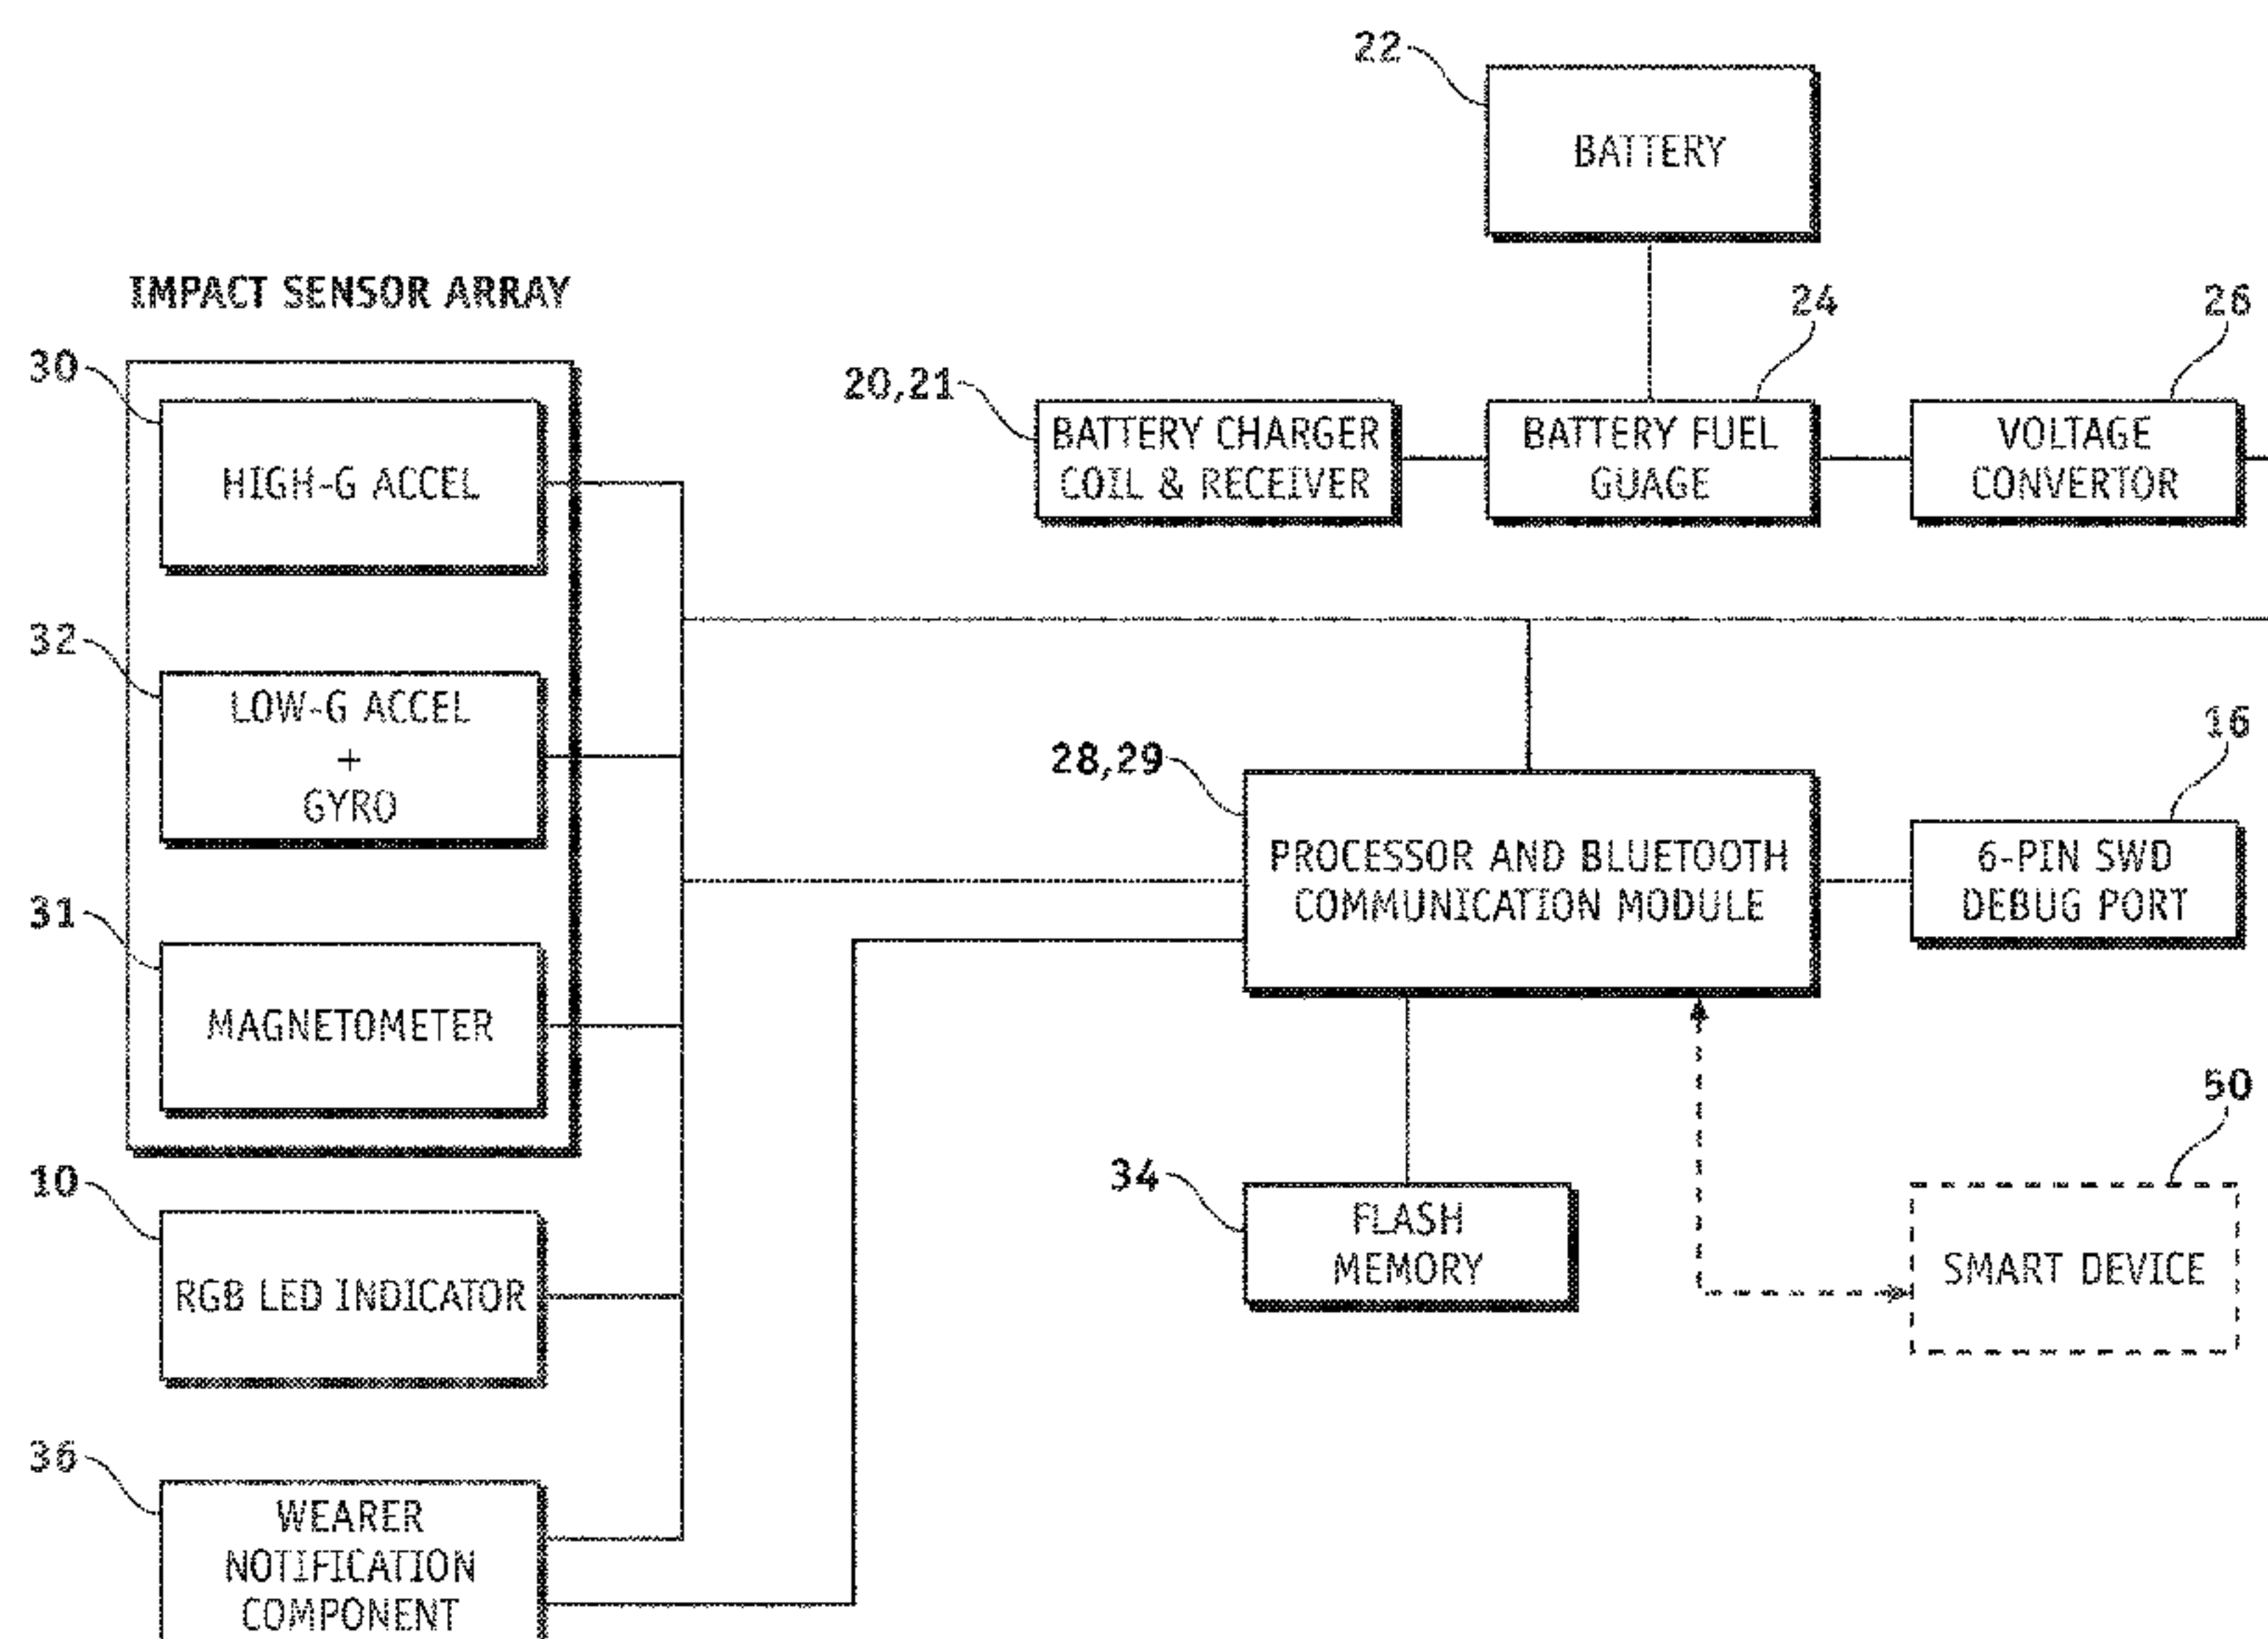 22
BATTERY
IMPACT SENSOR ARRAY
24
26
30
20,21
HIGH-G ACCEL
BATTERY CHARGER
COIL & RECEIVER
BATTERY FUEL
GUAGE
VOLTAGE
CONVERTOR
32
LOW-G ACCEL
+
GYRO
28,29
16
PROCESSOR AND BLUETOOTH
COMMUNICATION MODULE
6-PIN SWD
DEBUG PORT
31
MAGNETOMETER
50
10
34
RGB LED INDICATOR
FLASH
MEMORY
SMART DEVICE
36
WEARER
NOTIFICATION
COMPONENT